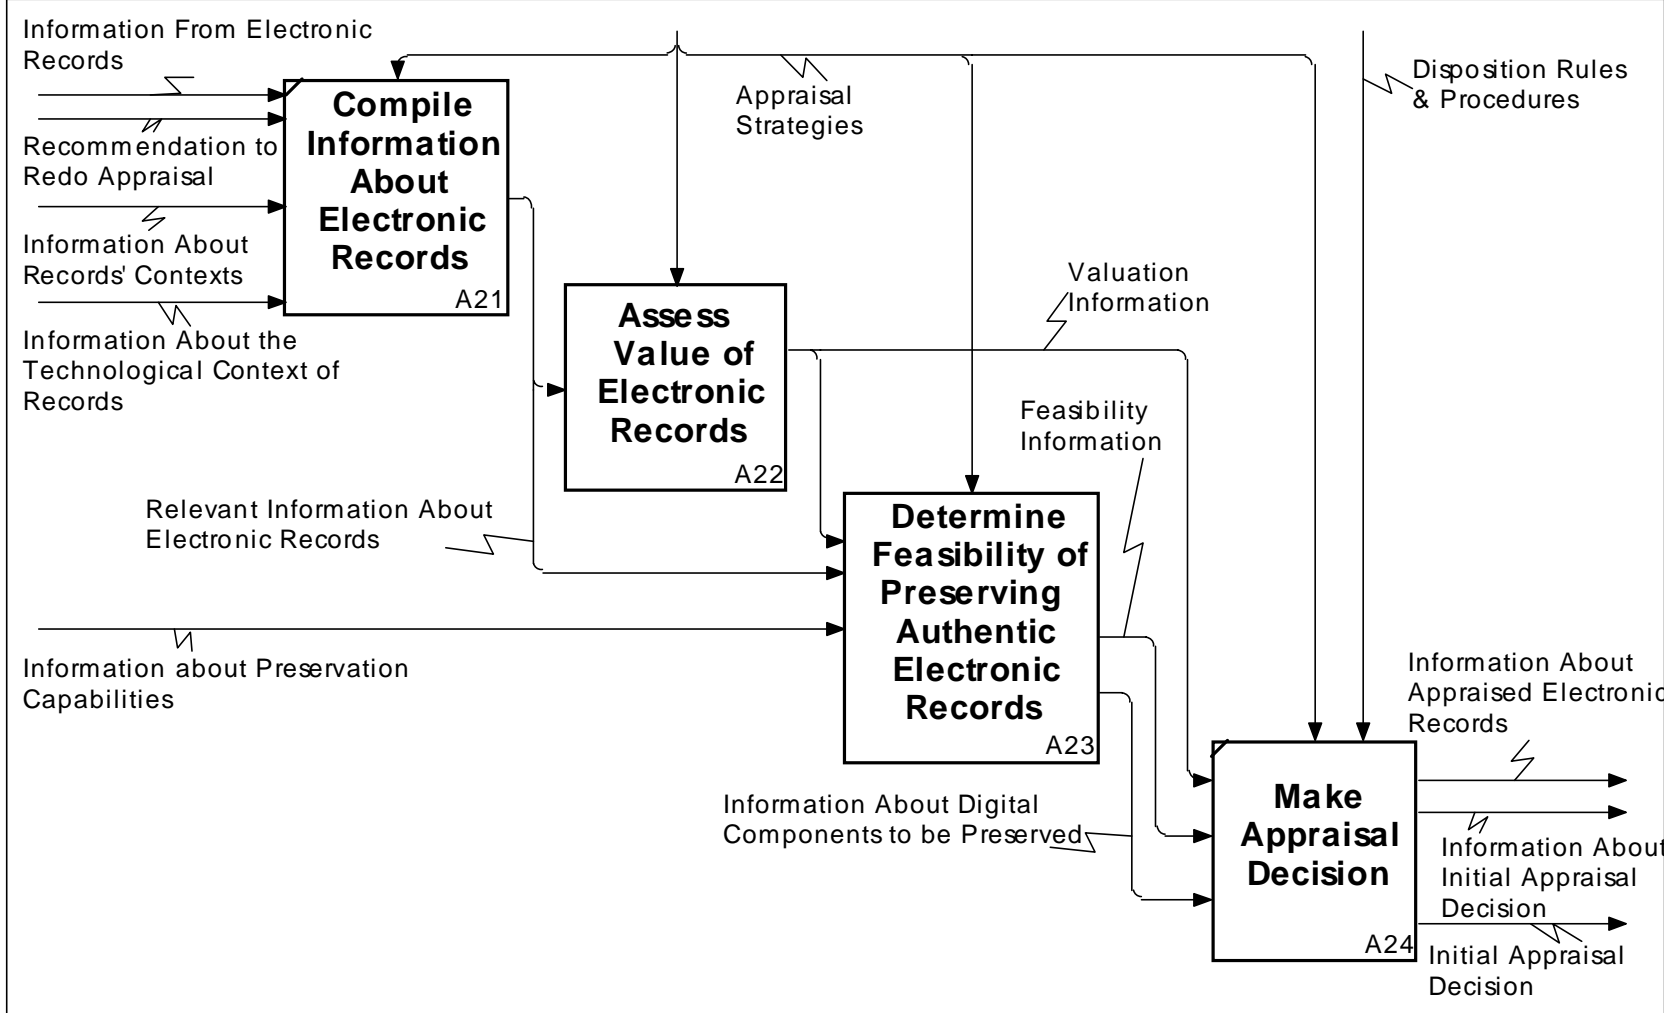 Information From Electronic
Records
Recommendation to
Redo Appraisal
Information About
Records' Contexts
Information About the
Technological Context of
Records
Compile
Information
About
Electronic
Records
A21
Appraisal
Strategies
Disposition Rules
& Procedures
Assess
Value of
Electronic
Records
A22
Valuation
Information
Feasibility
Information
Relevant Information About
Electronic Records
Information about Preservation
Capabilities
Determine
Feasibility of
Preserving
Authentic
Electronic
Records
A23
Information About Digital
Components to be Preserved
Make
Appraisal
Decision
A24
Information About
Appraised Electronic
Records
Information About
Initial Appraisal
Decision
Initial Appraisal
Decision